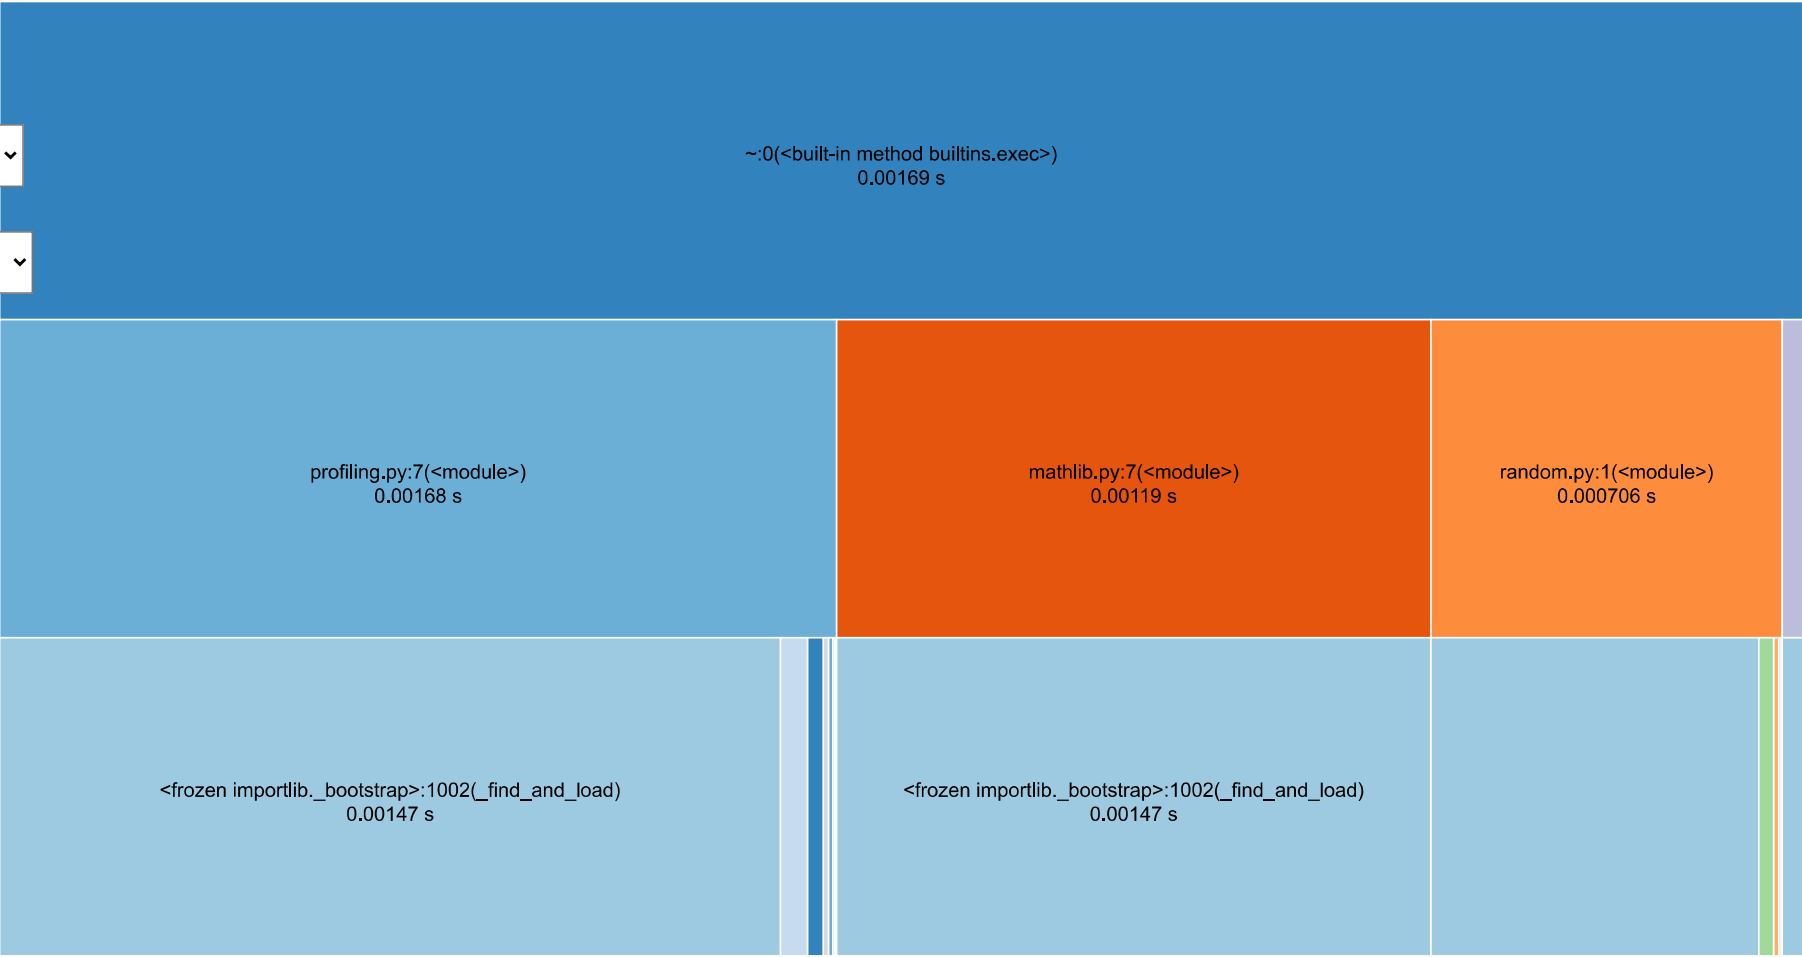 ~:0(<built-in method builtins.exec>)
0.00169 s
profiling.py:7(<module>)
0.00168 s
mathlib.py:7(<module>)
0.00119 s
random.py:1(<module>)
0.000706 s
<frozen importlib._bootstrap>:1002(_find_and_load)
0.00147 s
<frozen importlib._bootstrap>:1002(_find_and_load)
0.00147 s